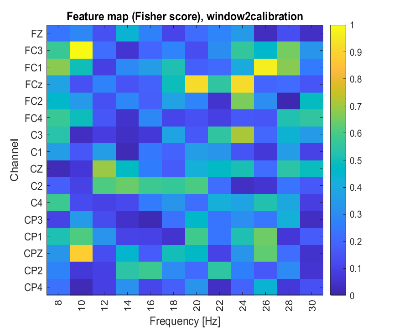 Feature map (Fisher score), window2calibration
Channel
FZ
FC3
FC1
FCz
FC2
FC4
C3
C1
CZ
C2
C4
CP3
CP1
CPZ
CP2
CP4
8 10 12 14 16 18 20 22 24 26 28 30
Frequency [Hz]
1
0.9
0.8
0.7
0.6
0.5
0.4
0.3
0.2
0.1
0